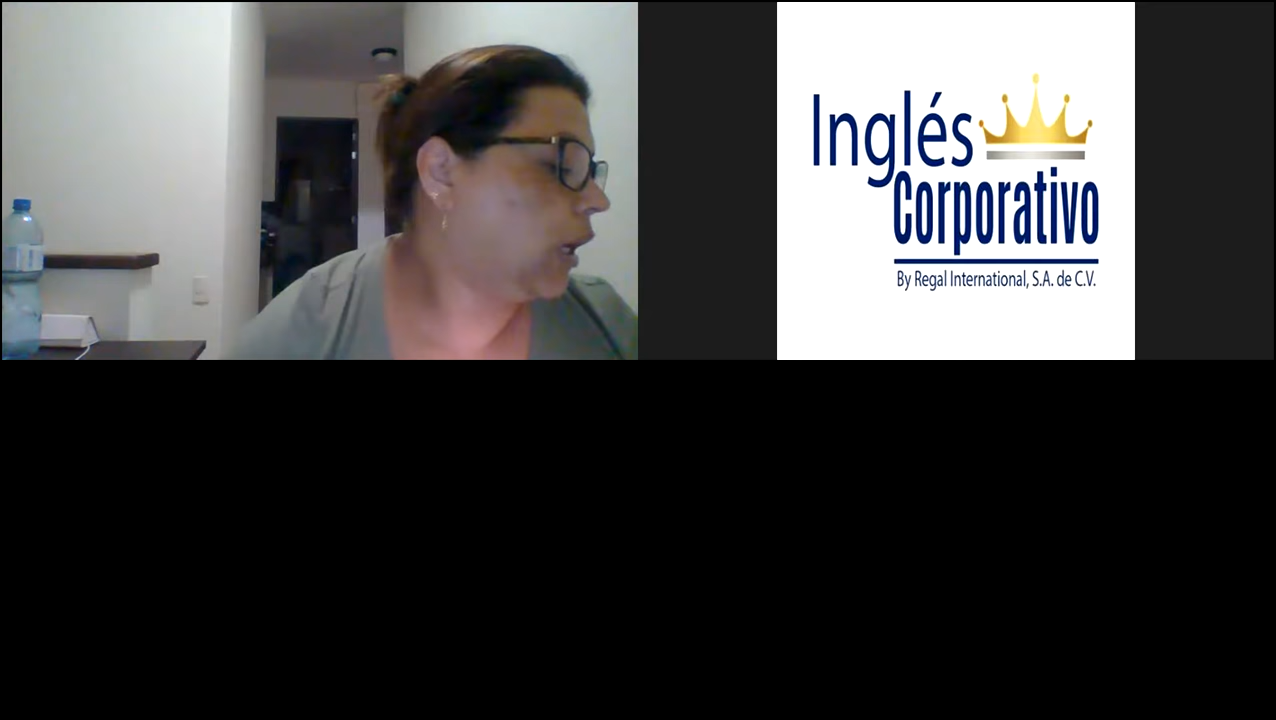 Inglés
Corporativo
By Regal International, S.A. de C.V.